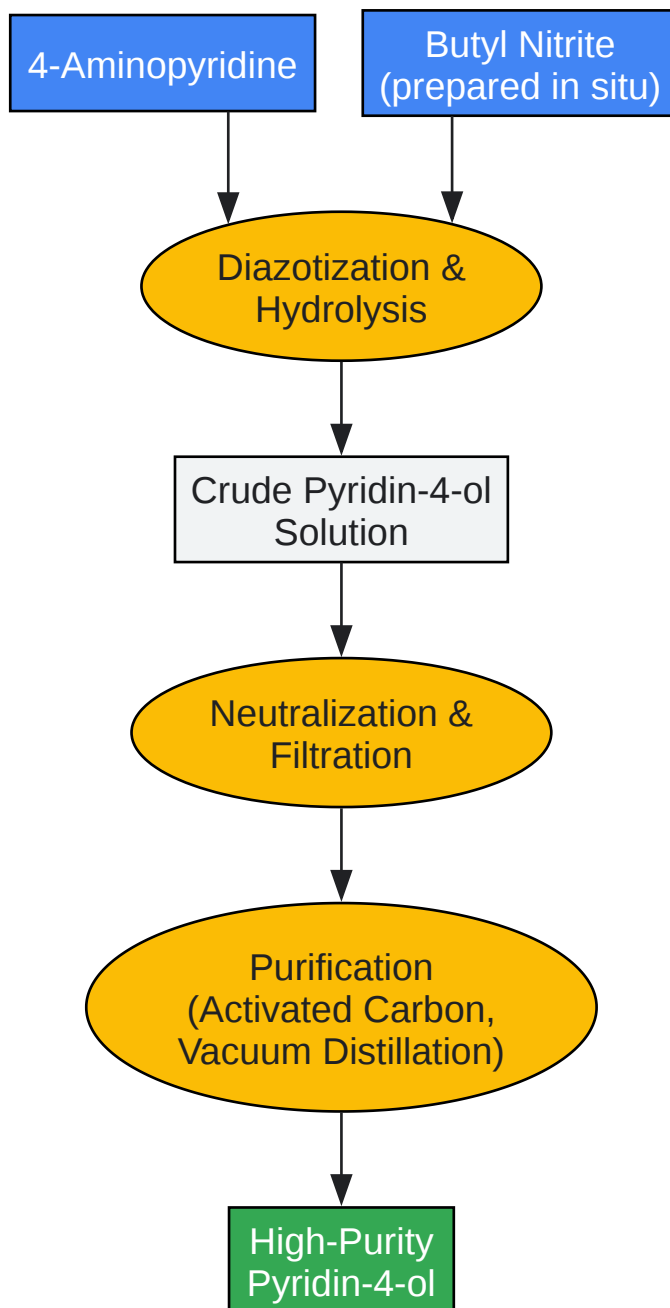 4-Aminopyridine
Butyl Nitrite
(prepared in situ)
Diazotization &
Hydrolysis
Crude Pyridin-4-ol
Solution
Neutralization &
Filtration
Purification
(Activated Carbon,
Vacuum Distillation)
High-Purity
Pyridin-4-ol